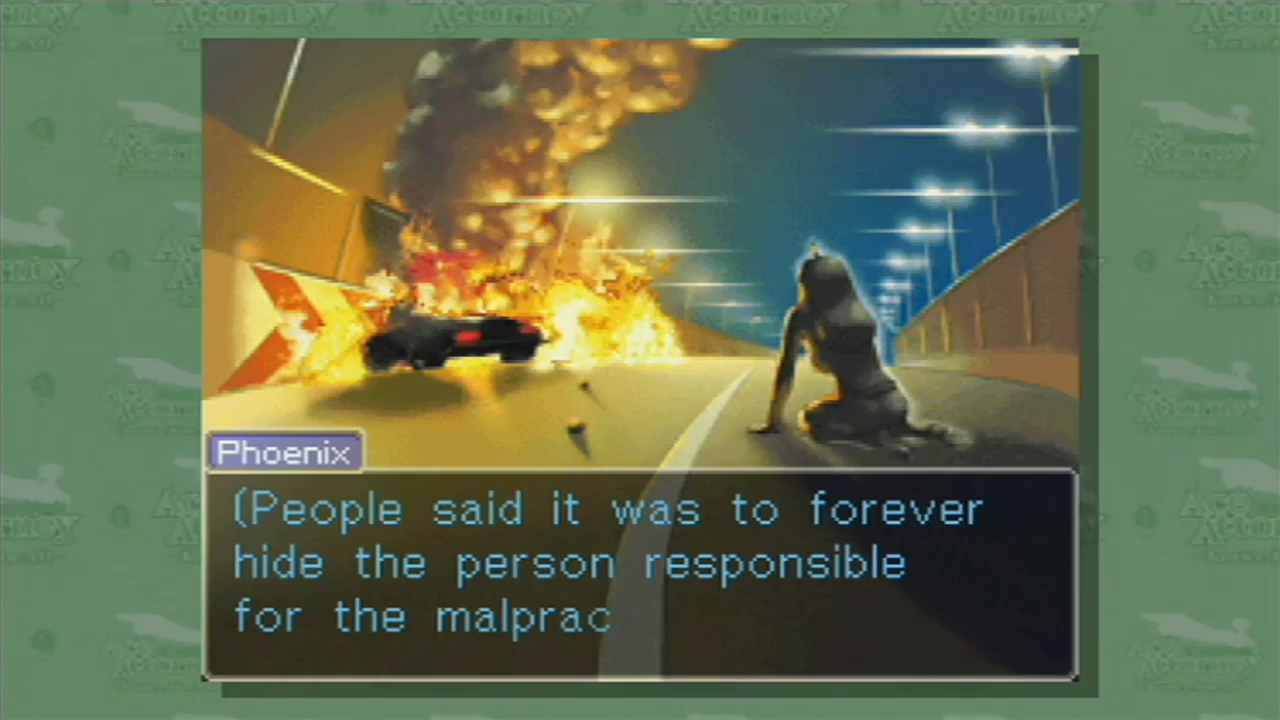 Phoenix
(People said it was to forever
hide the person responsible
for the malprac